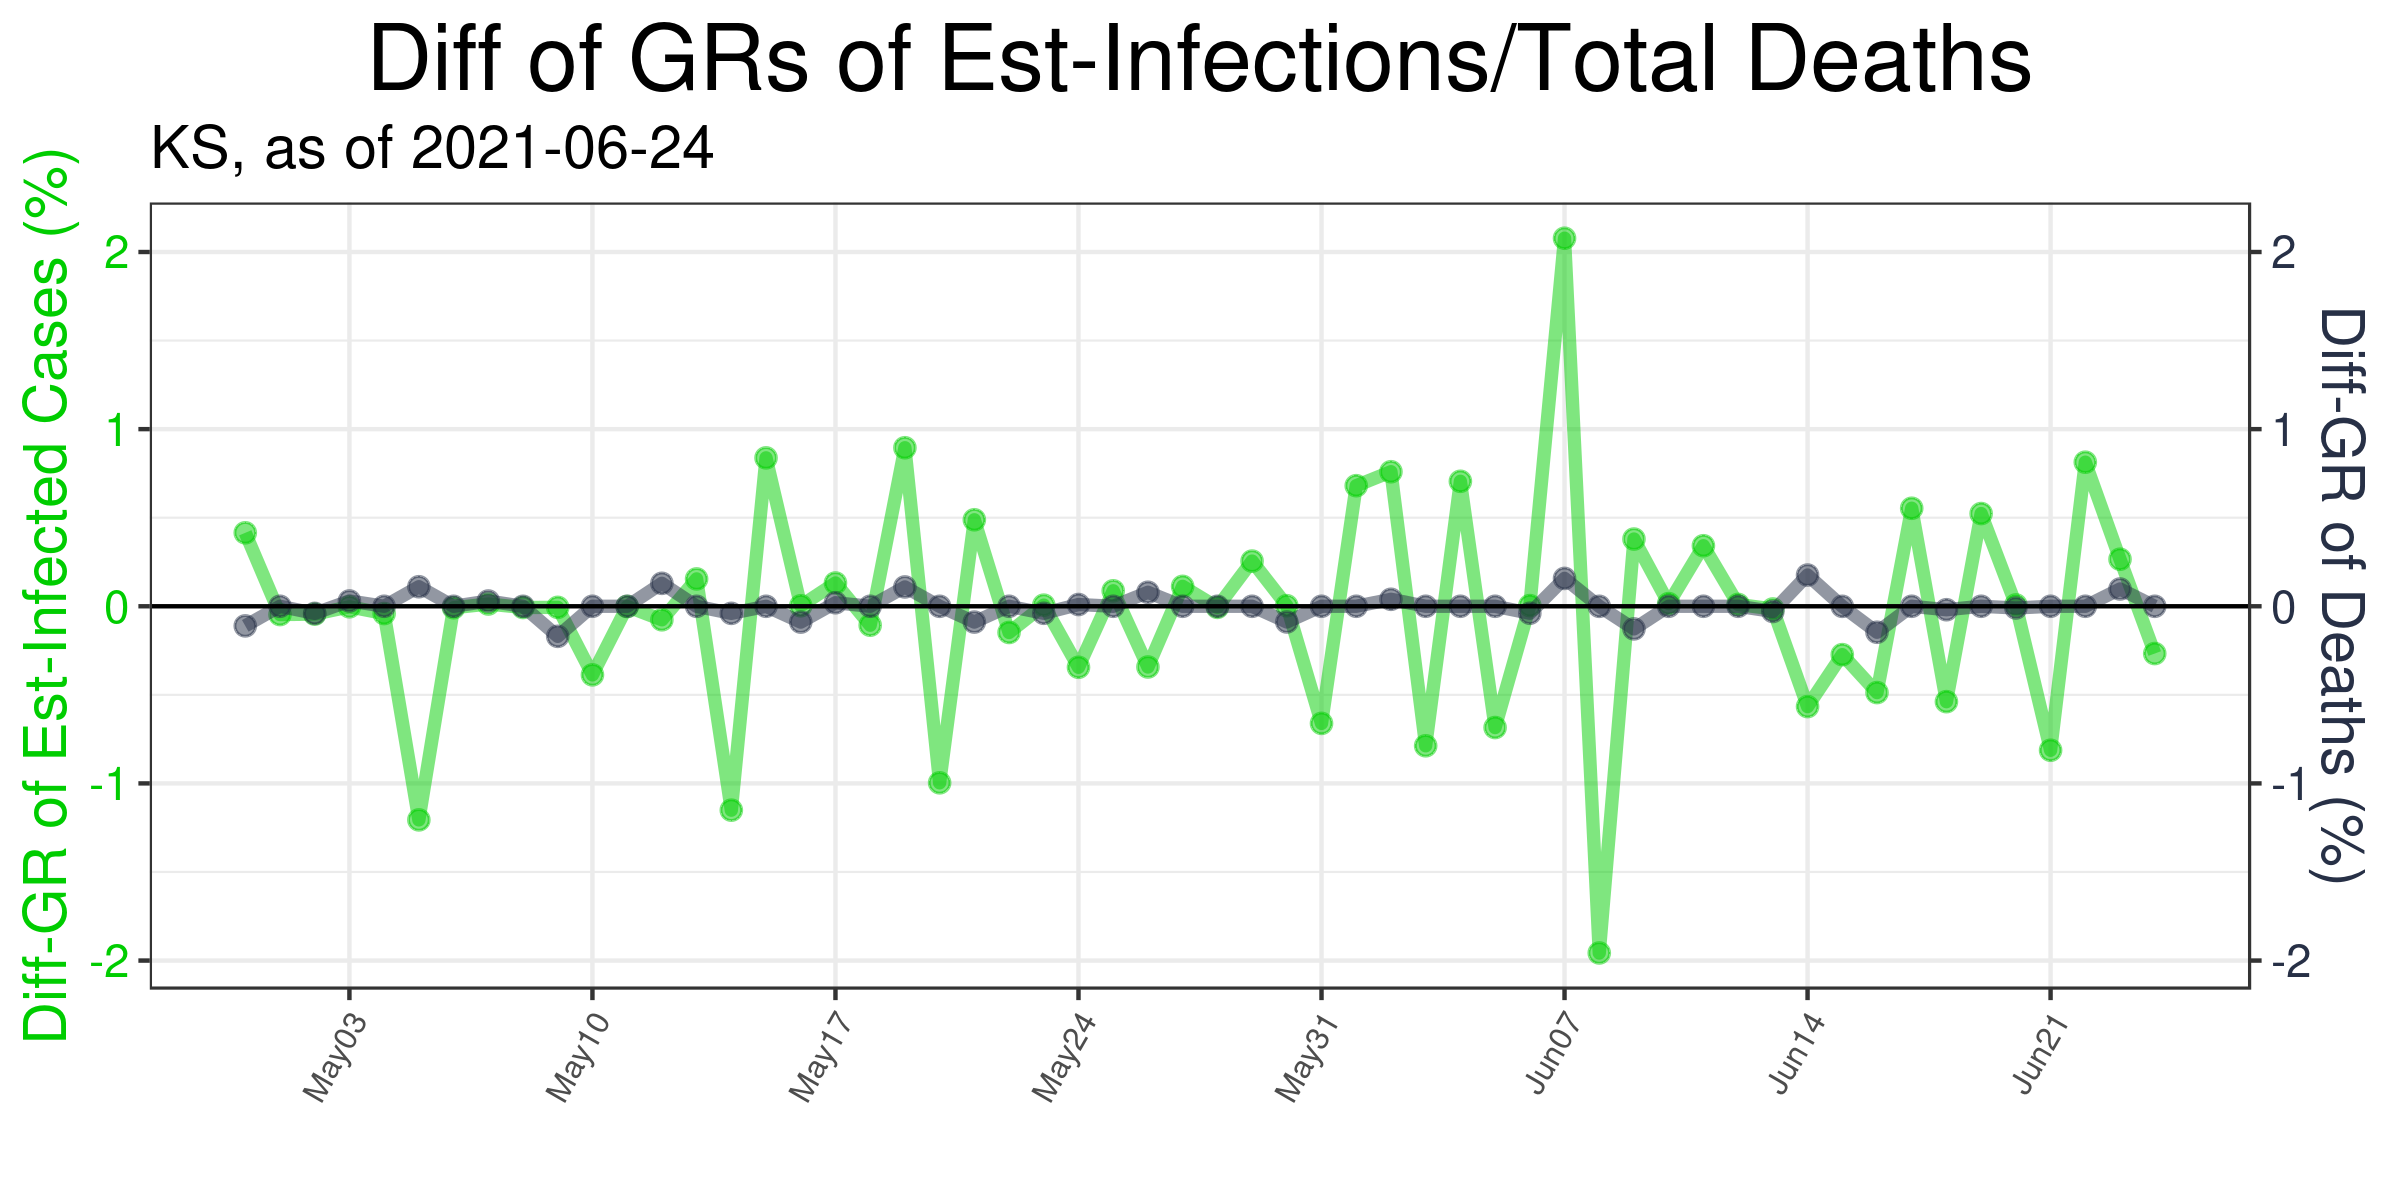 Diff of GRs of Est-Infections/Total Deaths
KS, as of 2021-06-24
Diff-GR of Est-Infected Cases (%)
2
1
0
-1
-2
2
1
0
-1
-2
Diff-GR of Deaths (%)
May03
May10
May17
May24
May31
Jun07
Jun14
Jun21